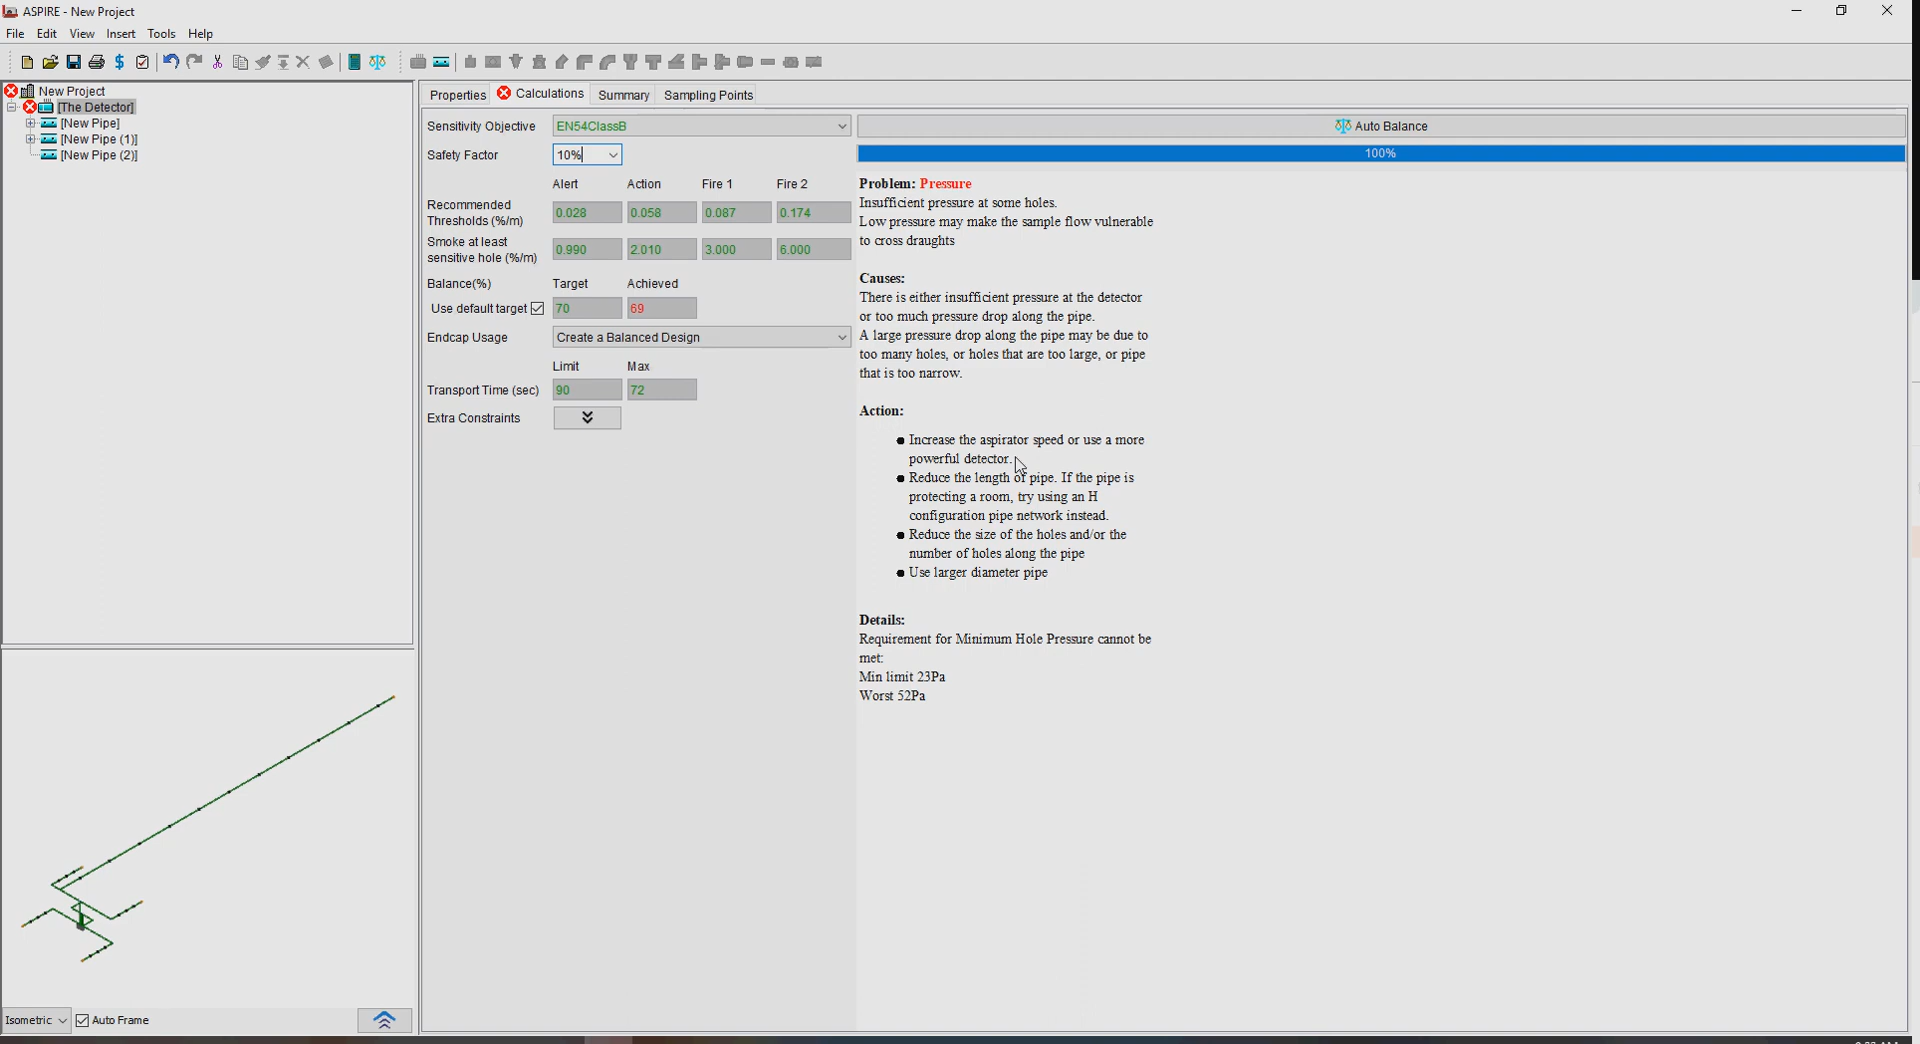 ASPIRE - New Project
File Edit View Insert Tools Help
New Project
[The Detector]
[New Pipe]
[New Pipe (1)]
[New Pipe (2)]
Isometric
Auto Frame
Properties Calculations Summary Sampling Points
Sensitivity Objective EN54ClassB
Safety Factor 10%
Alert Action Fire 1 Fire 2
Recommended
Thresholds (%/m) 0.028 0.058 0.087 0.174
Smoke at least
sensitive hole (%/m) 0.990 2.010 3.000 6.000
Balance(%) Target Achieved
Use default target 70 69
Endcap Usage Create a Balanced Design
Limit Max
Transport Time (sec) 90 72
Extra Constraints
Auto Balance
100%
Problem: Pressure
Insufficient pressure at some holes.
Low pressure may make the sample flow vulnerable
to cross draughts
Causes:
There is either insufficient pressure at the detector
or too much pressure drop along the pipe.
A large pressure drop along the pipe may be due to
too many holes, or holes that are too large, or pipe
that is too narrow.
Action:
● Increase the aspirator speed or use a more
powerful detector.
● Reduce the length of pipe. If the pipe is
protecting a room, try using an H
configuration pipe network instead.
● Reduce the size of the holes and/or the
number of holes along the pipe
● Use larger diameter pipe
Details:
Requirement for Minimum Hole Pressure cannot be
met:
Min limit 23Pa
Worst 52Pa